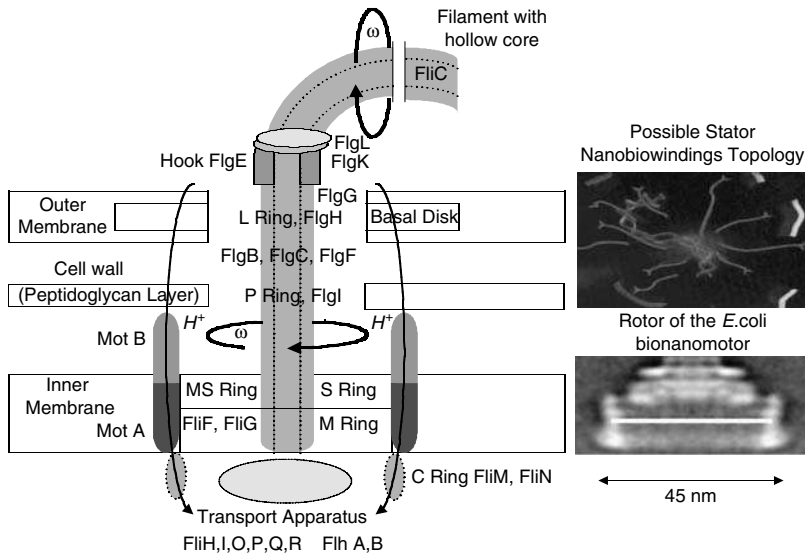 Filament with
hollow core
ω
FliC
FlgL
Hook FlgE
FlgK
FlgG
Outer
Membrane
L Ring, FlgH
Basal Disk
FlgB, FlgC, FlgF
Cell wall
(Peptidoglycan Layer)
P Ring, FlgI
H+
ω
H+
Mot B
Inner
Membrane
MS Ring
S Ring
Mot A
FliF, FliG
M Ring
C Ring FliM, FliN
Transport Apparatus
FliH,I,O,P,Q,R
Flh A,B
Possible Stator
Nanobiowindings Topology
Rotor of the E.coli
bionanomotor
45 nm